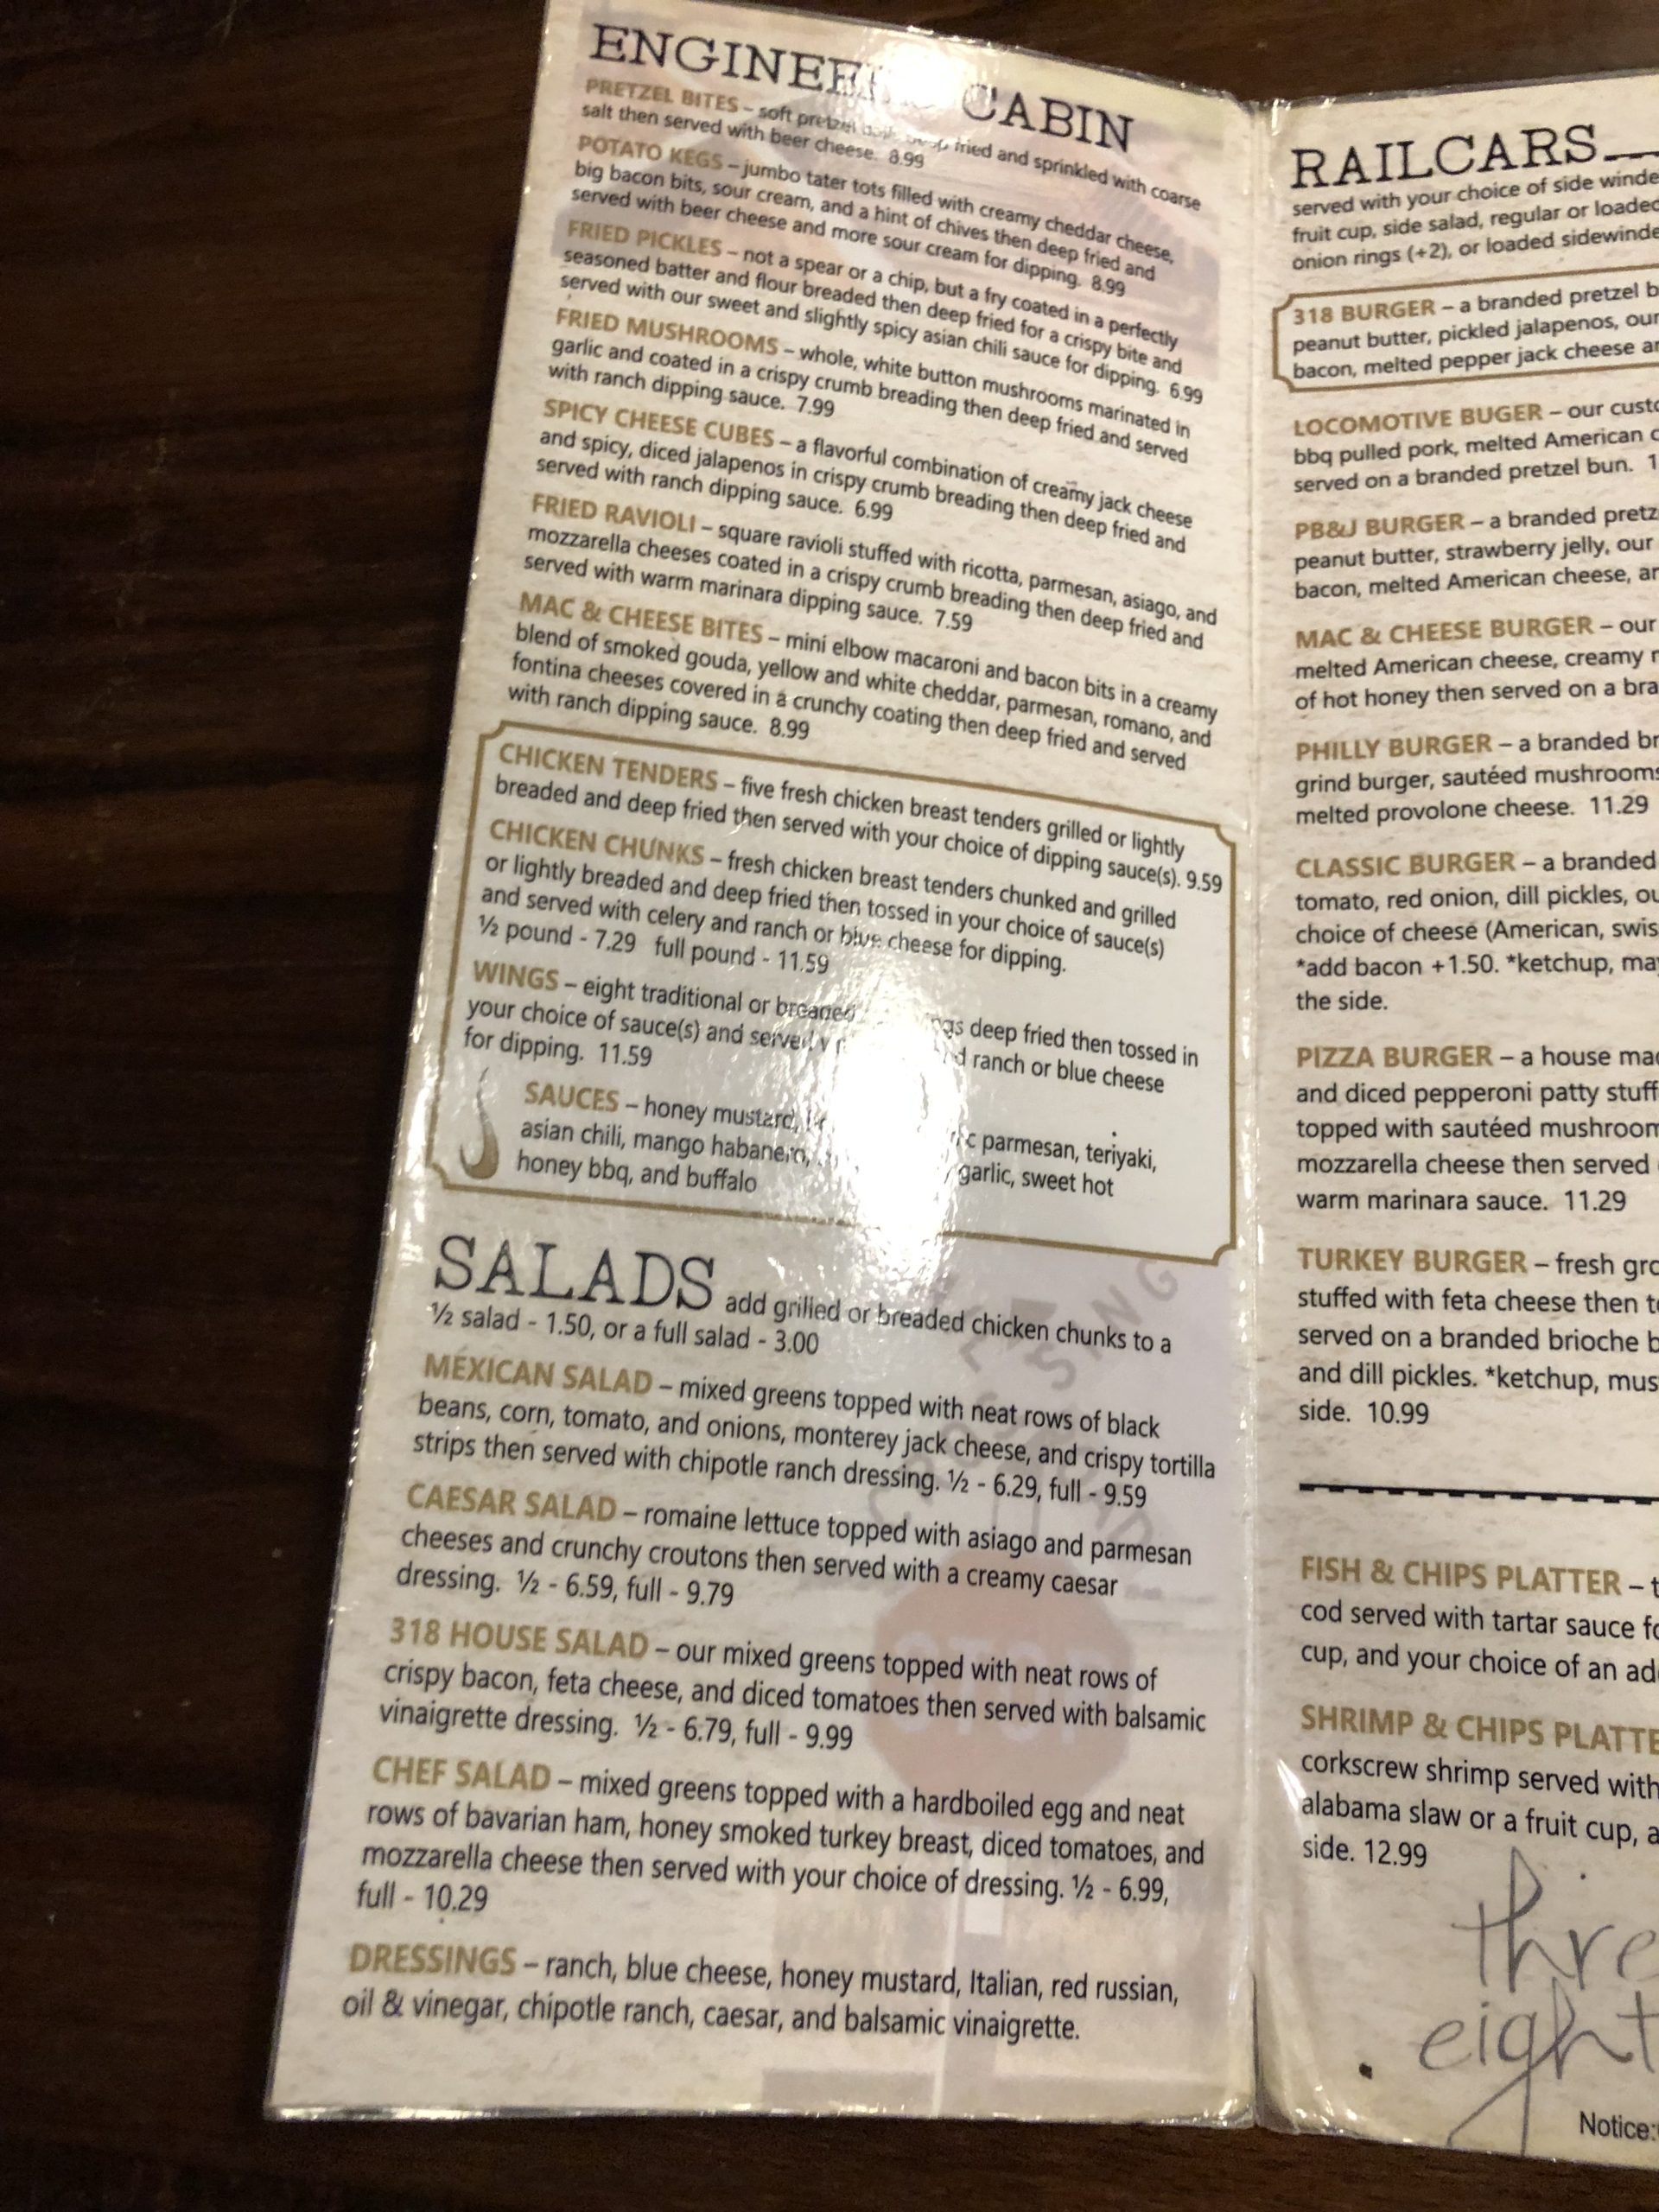 ENGINEER CABIN
PRETZEL BITES – soft pretzel fried and sprinkled with coarse
salt then served with beer cheese. 8.99
POTATO KEGS – jumbo tater tots filled with creamy cheddar cheese,
big bacon bits, sour cream, and a hint of chives then deep fried and
served with beer cheese and more sour cream for dipping. 8.99
FRIED PICKLES – not a spear or a chip, but a fry coated in a perfectly
seasoned batter and flour breaded then deep fried for a crispy bite and
served with our sweet and slightly spicy asian chili sauce for dipping. 6.99
FRIED MUSHROOMS – whole, white button mushrooms marinated in
garlic and coated in a crispy crumb breading then deep fried and served
with ranch dipping sauce. 7.99
SPICY CHEESE CUBES – a flavorful combination of creamy jack cheese
and spicy, diced jalapenos in crispy crumb breading then deep fried and
served with ranch dipping sauce. 6.99
FRIED RAVIOLI – square ravioli stuffed with ricotta, parmesan, asiago, and
mozzarella cheeses coated in a crispy crumb breading then deep fried and
served with warm marinara dipping sauce. 7.59
MAC & CHEESE BITES – mini elbow macaroni and bacon bits in a creamy
blend of smoked gouda, yellow and white cheddar, parmesan, romano, and
fontina cheeses covered in a crunchy coating then deep fried and served
with ranch dipping sauce. 8.99
CHICKEN TENDERS – five fresh chicken breast tenders grilled or lightly
breaded and deep fried then served with your choice of dipping sauce(s). 9.59
CHICKEN CHUNKS – fresh chicken breast tenders chunked and grilled
or lightly breaded and deep fried then tossed in your choice of sauce(s)
and served with celery and ranch or blue cheese for dipping.
½ pound - 7.29 full pound - 11.59
WINGS – eight traditional or breaded deep fried then tossed in
your choice of sauce(s) and served ranch or blue cheese
for dipping. 11.59
SAUCES – honey mustard, parmesan, teriyaki,
asian chili, mango habanero, garlic, sweet hot
honey bbq, and buffalo
SALADS add grilled or breaded chicken chunks to a
½ salad - 1.50, or a full salad - 3.00
MEXICAN SALAD – mixed greens topped with neat rows of black
beans, corn, tomato, and onions, monterey jack cheese, and crispy tortilla
strips then served with chipotle ranch dressing. ½ - 6.29, full - 9.59
CAESAR SALAD – romaine lettuce topped with asiago and parmesan
cheeses and crunchy croutons then served with a creamy caesar
dressing. ½ - 6.59, full - 9.79
318 HOUSE SALAD – our mixed greens topped with neat rows of
crispy bacon, feta cheese, and diced tomatoes then served with balsamic
vinaigrette dressing. ½ - 6.79, full - 9.99
CHEF SALAD – mixed greens topped with a hardboiled egg and neat
rows of bavarian ham, honey smoked turkey breast, diced tomatoes, and
mozzarella cheese then served with your choice of dressing. ½ - 6.99,
full - 10.29
DRESSINGS – ranch, blue cheese, honey mustard, Italian, red russian,
oil & vinegar, chipotle ranch, caesar, and balsamic vinaigrette.
RAILCARS
served with your choice of side
fruit cup, side salad, regular or loaded
onion rings (+2), or loaded
318 BURGER – a branded pretzel
peanut butter, pickled jalapenos, our
bacon, melted pepper jack cheese
LOCOMOTIVE BUGER – our
bbq pulled pork, melted American
served on a branded pretzel bun.
PB&J BURGER – a branded
peanut butter, strawberry jelly, our
bacon, melted American cheese,
MAC & CHEESE BURGER – our
melted American cheese, creamy
of hot honey then served on a
PHILLY BURGER – a branded
grind burger, sautéed mushrooms
melted provolone cheese. 11.29
CLASSIC BURGER – a branded
tomato, red onion, dill pickles,
choice of cheese (American,
*add bacon +1.50. *ketchup,
the side.
PIZZA BURGER – a house
and diced pepperoni patty
topped with sautéed
mozzarella cheese then served
warm marinara sauce. 11.29
TURKEY BURGER – fresh
stuffed with feta cheese then
served on a branded brioche
and dill pickles. *ketchup,
side. 10.99
FISH & CHIPS PLATTER –
cod served with tartar sauce
cup, and your choice of an
SHRIMP & CHIPS
corkscrew shrimp served with
alabama slaw or a fruit cup,
side. 12.99
eight
Notice: